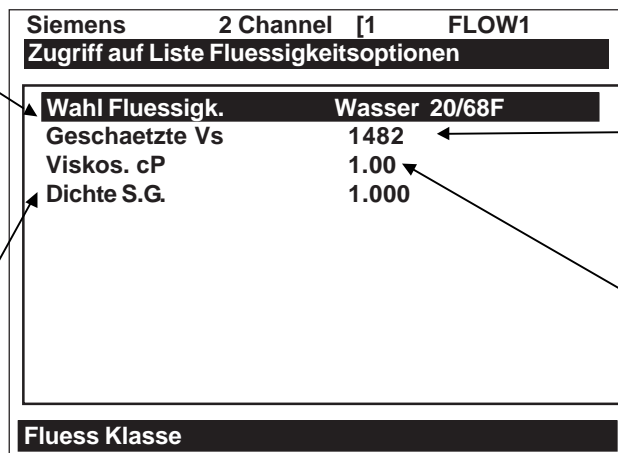 Siemens 2 Channel [1 FLOW1
Zugriff auf Liste Fluessigkeitsoptionen
Wahl Fluessigk. Wasser 20/68F
Geschaetzte Vs 1482
Viskos. cP 1.00
Dichte S.G. 1.000
Fluess Klasse